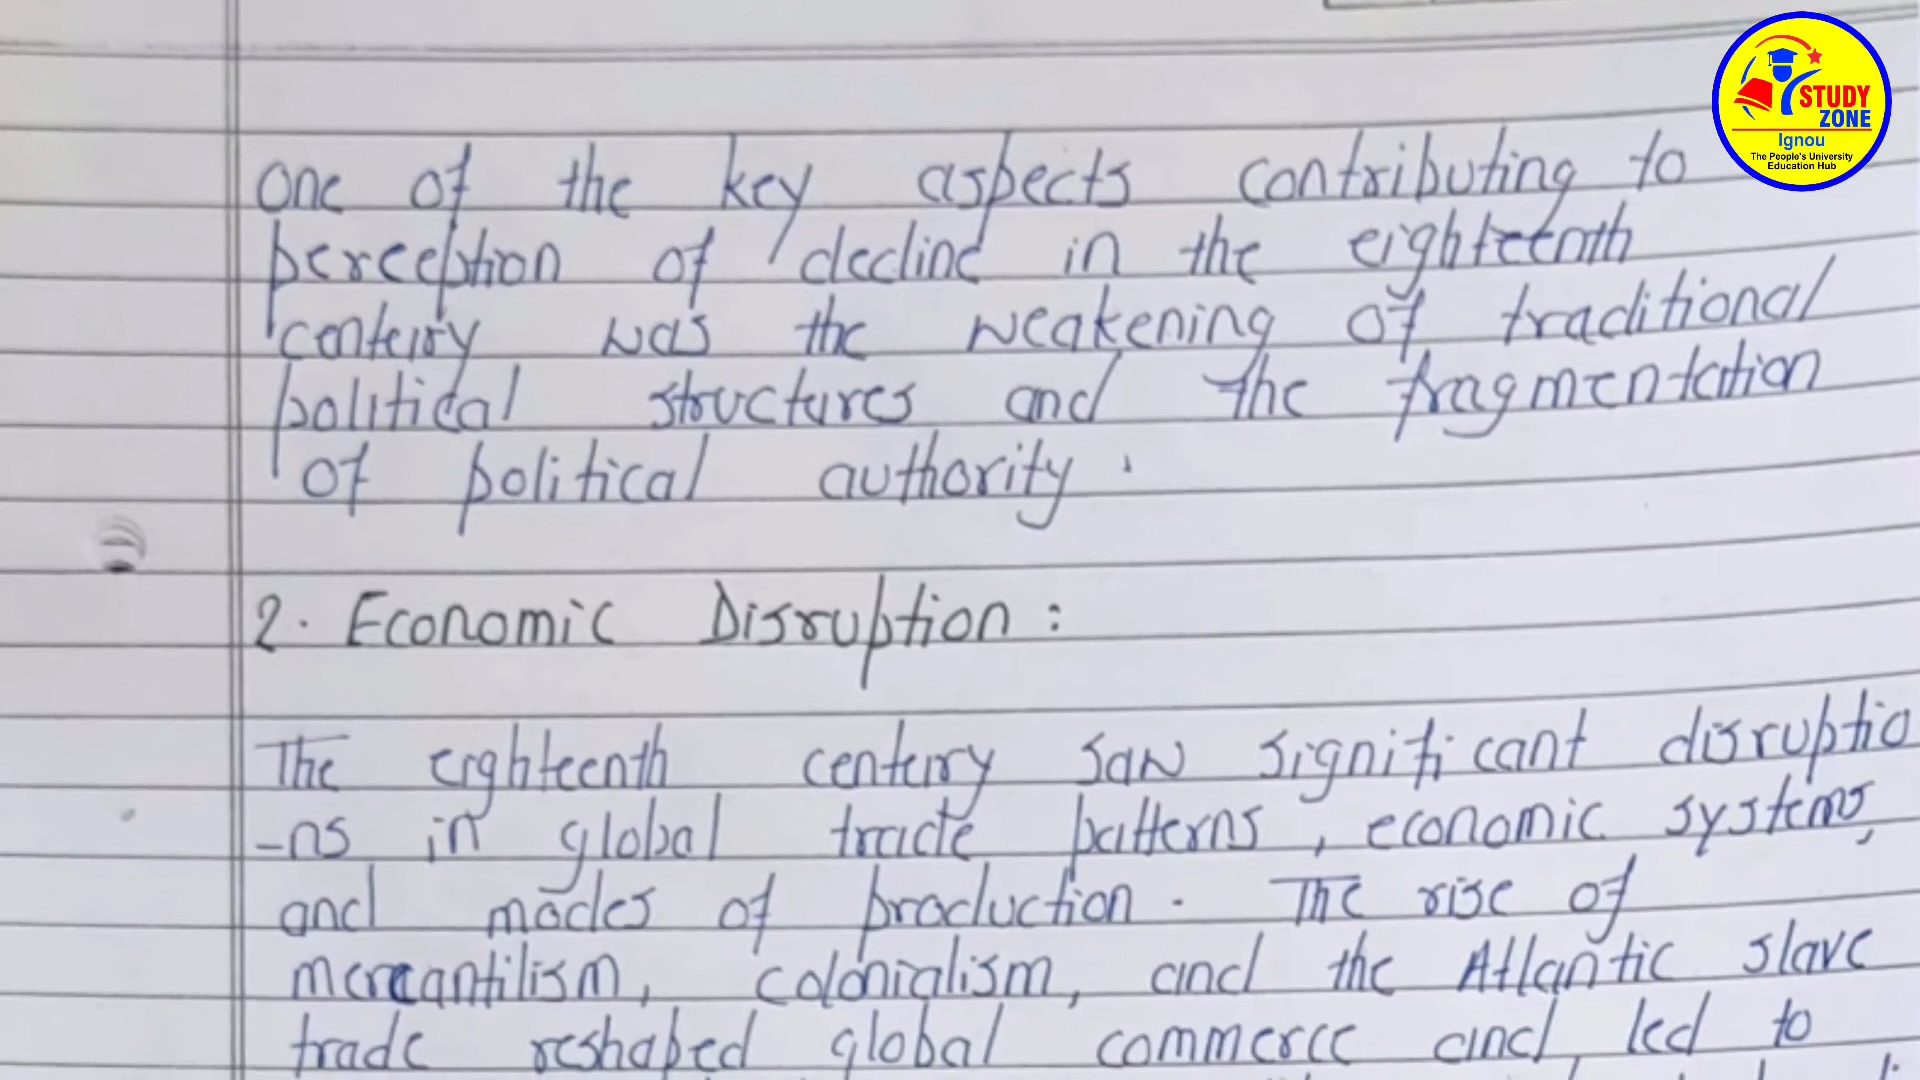 STUDY
ZONE
Ignou
The People's University
Education Hub
One of the key aspects contributing to
perception of decline in the eighteenth
century was the weakening of traditional
political structures and the fragmentation
of political authority.
2. Economic Disruption:
The eighteenth century saw significant disruptio
-ns in global trade patterns, economic systems,
and modes of production. The rise of
mercantilism, colonialism, and the Atlantic slave
trade reshaped global commerce and led to